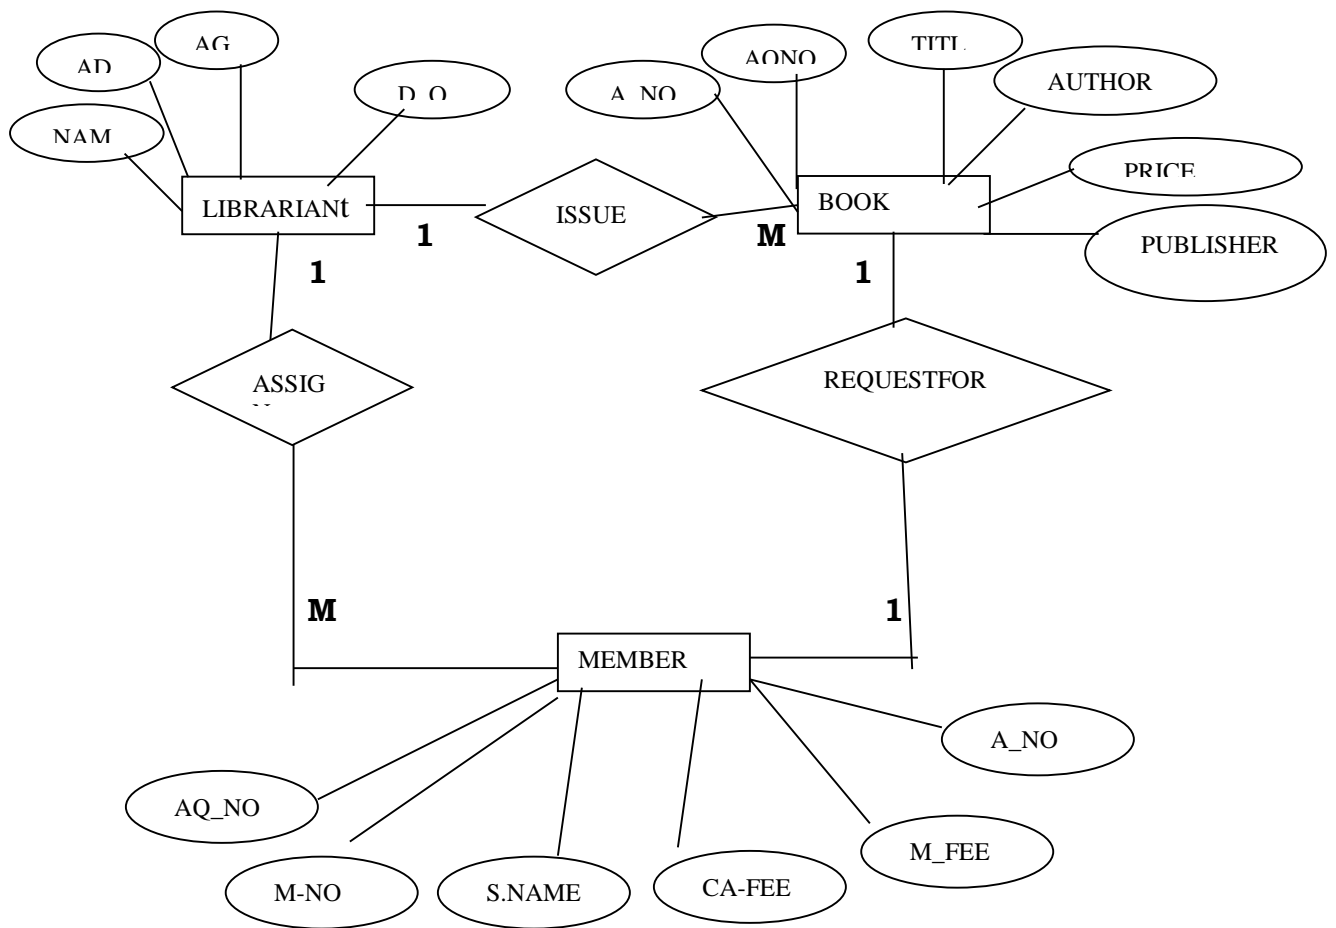 AG
AD
NAM
D_O
A_NO
AQNO
TITL
AUTHOR
PRICE
PUBLISHER
LIBRARIANt
1
ISSUE
M
BOOK
1
1
ASSIG
REQUESTFOR
M
1
MEMBER
A_NO
AQ_NO
M_FEE
M-NO
S.NAME
CA-FEE